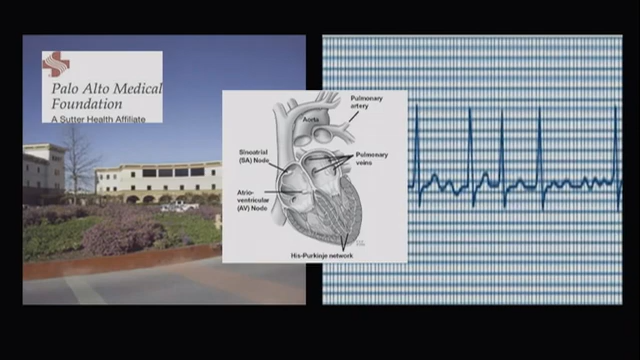 Palo Alto Medical
Foundation
A Sutter Health Affiliate
Pulmonary
artery
Aorta
Sinoatrial
(SA) Node
Pulmonary
veins
Atrio-
ventricular
(AV) Node
His-Purkinje network